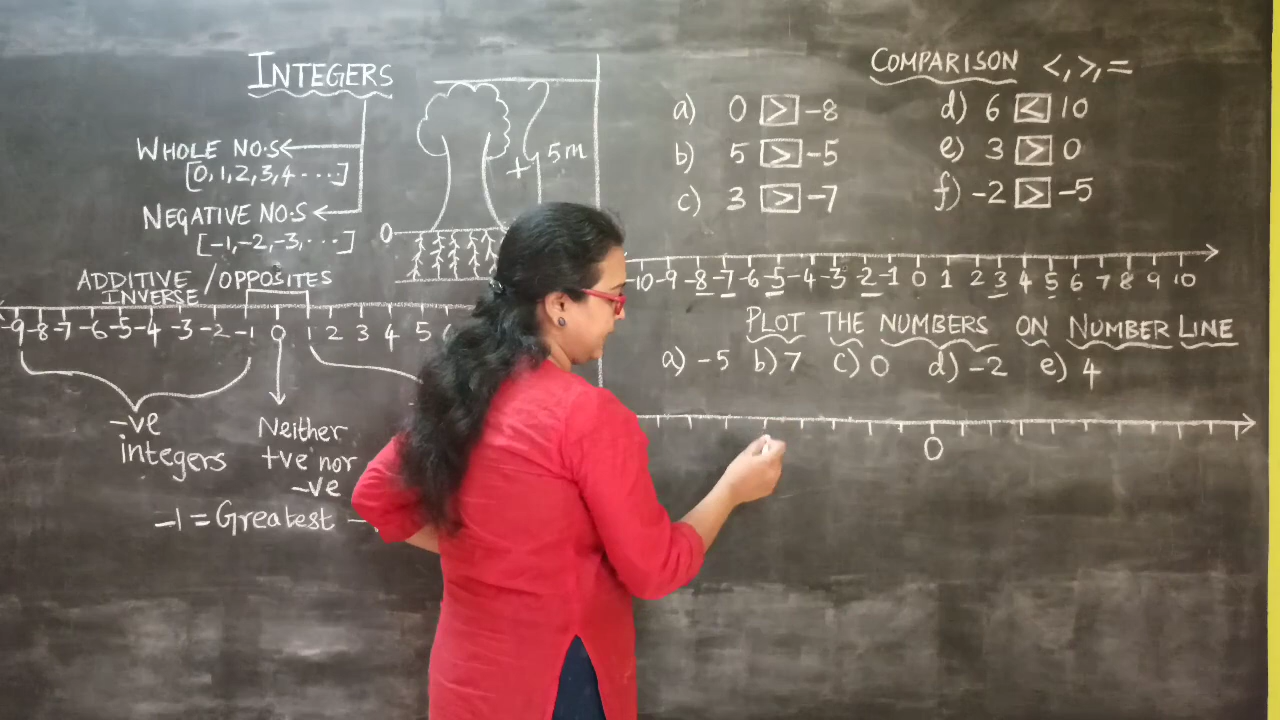 INTEGERS
WHOLE NO.S
[0, 1, 2, 3, 4 ....]
NEGATIVE NO.S
[-1, -2, -3, ....]
+ 5m
0
ADDITIVE / OPPOSITES
INVERSE
-9 -8 -7 -6 -5 -4 -3 -2 -1 0 1 2 3 4 5
-ve
integers
Neither
+ve nor
-ve
-1 = Greatest -
COMPARISON <, >, =
a) 0 > -8
b) 5 > -5
c) 3 > -7
d) 6 < 10
e) 3 > 0
f) -2 > -5
-10 -9 -8 -7 -6 -5 -4 -3 -2 -1 0 1 2 3 4 5 6 7 8 9 10
PLOT THE NUMBERS ON NUMBER LINE
a) -5 b) 7 c) 0 d) -2 e) 4
0